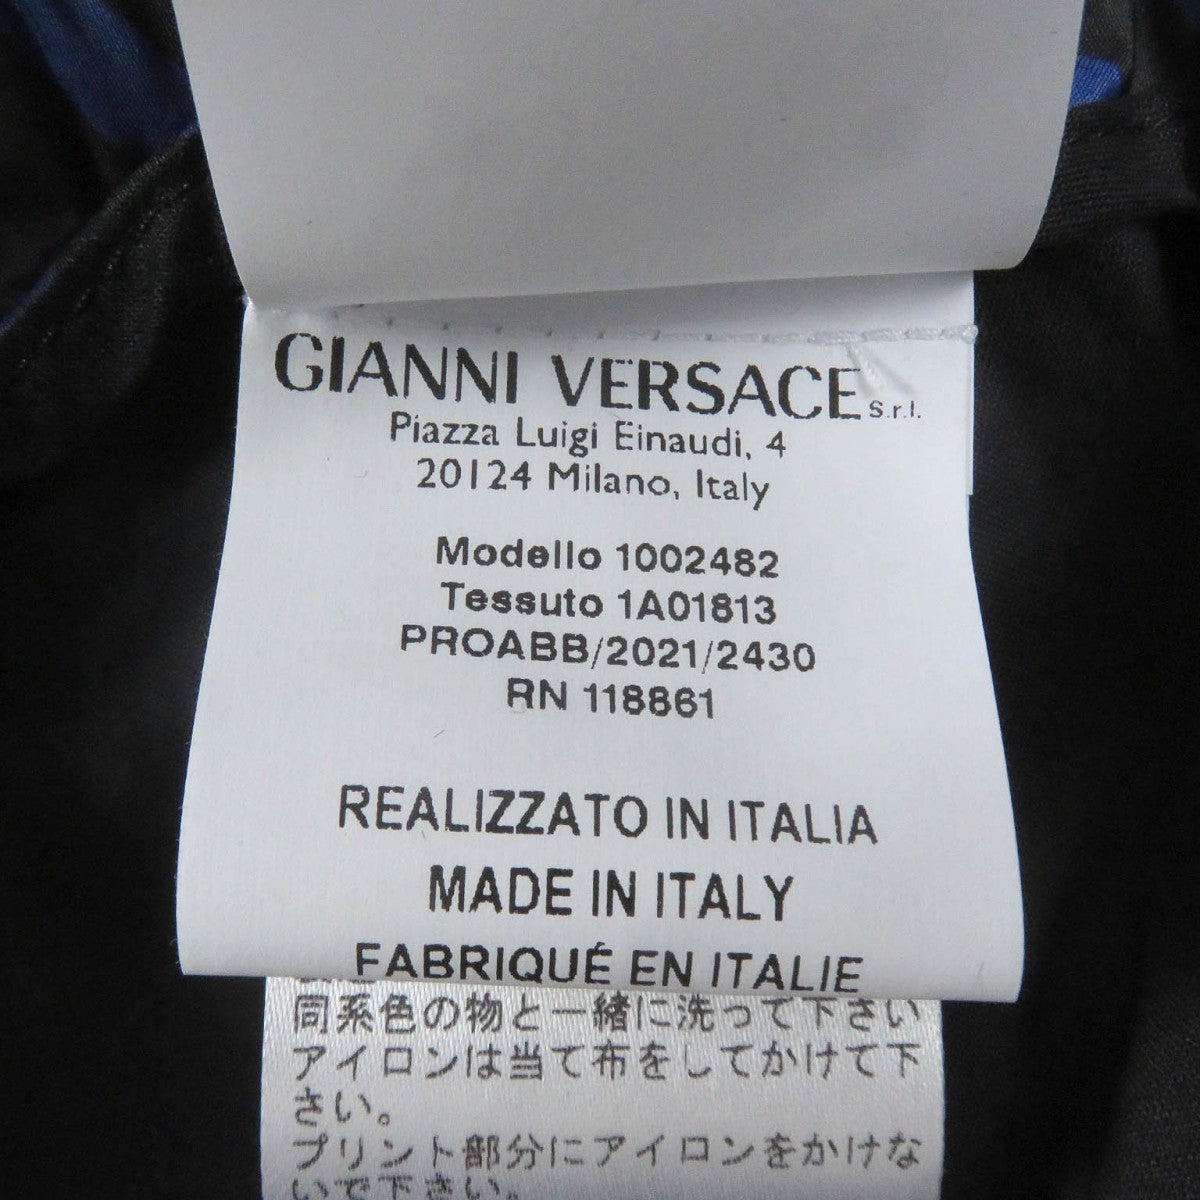 GIANNI VERSACE S.r.l.
Piazza Luigi Einaudi, 4
20124 Milano, Italy
Modello 1002482
Tessuto 1A01813
PROABB/2021/2430
RN 118861
REALIZZATO IN ITALIA
MADE IN ITALY
FABRIQUÉ EN ITALIE
同系色の物と一緒に洗って下さい
アイロンは当て布をしてかけて下
さい。
プリント部分にアイロンをかけな
いで下さい。